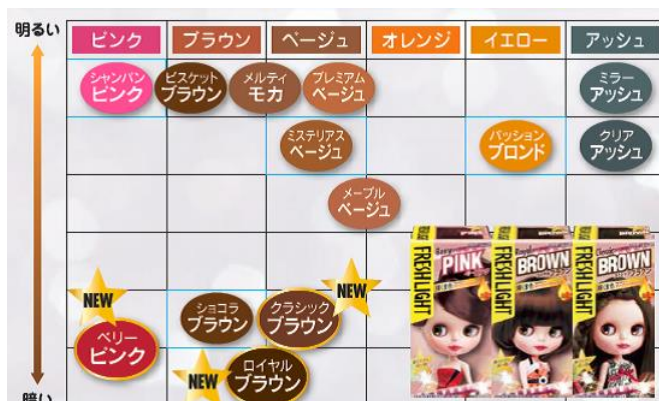 明るい
ピンク
ブラウン
ベージュ
オレンジ
イエロー
アッシュ
シャンパン
ピンク
ビスケット
ブラウン
メルティ
モカ
プレミアム
ベージュ
ミラー
アッシュ
ミステリアス
ベージュ
パッション
ブロンド
クリア
アッシュ
メープル
ベージュ
NEW
ベリー
ピンク
ショコラ
ブラウン
クラシック
ブラウン
NEW
NEW
ロイヤル
ブラウン
暗い
FRESHLIGHT
PINK
FRESHLIGHT
BROWN
FRESHLIGHT
BROWN